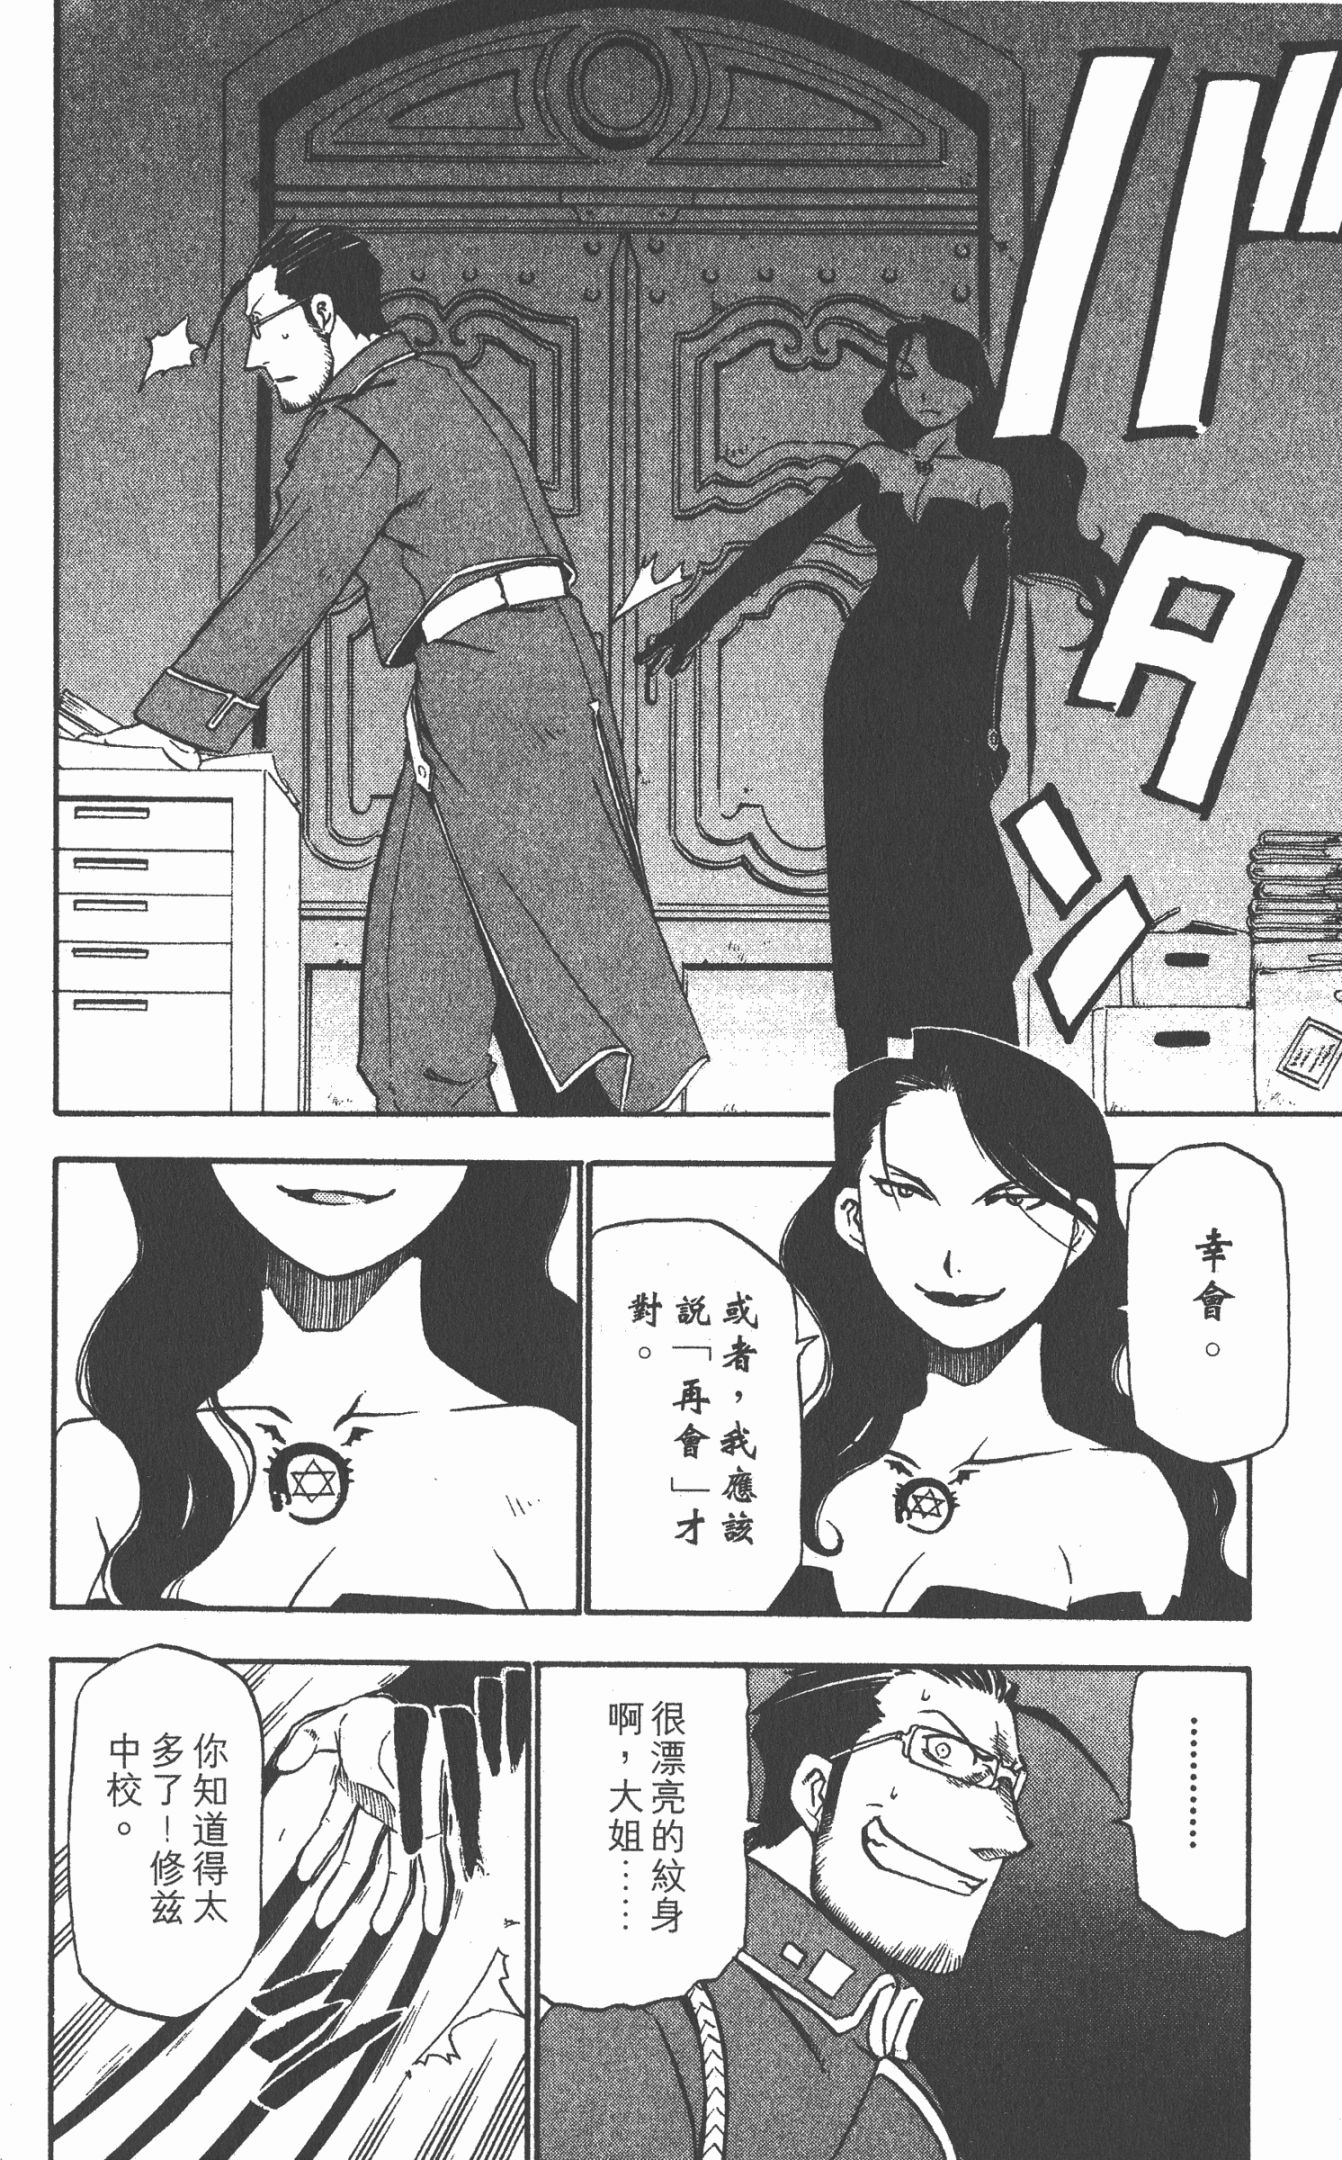 バタン
幸會。
或者，我應該
説「再會」才
對。
………
很漂亮的紋身
啊，大姐……
你知道得太
多了！修茲
中校。